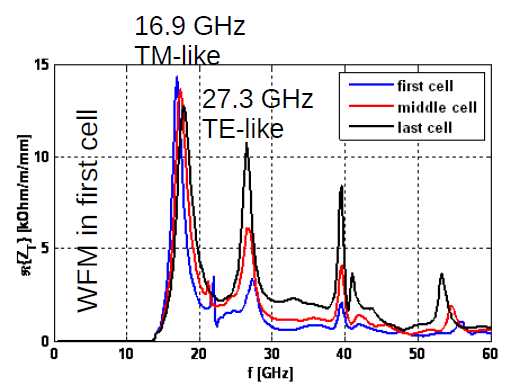 16.9 GHz
TM-like
15
27.3 GHz
TE-like
first cell
middle cell
last cell
10
5
0
ℜ{Z_T} [kOhm/m/mm]
WFM in first cell
0 10 20 30 40 50 60
f [GHz]